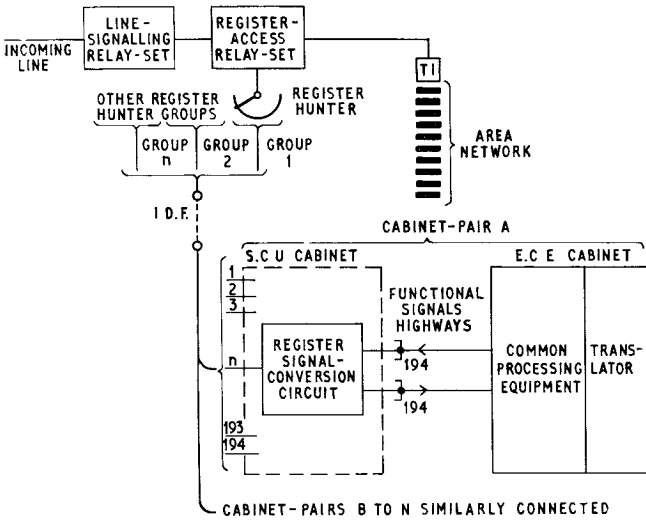 LINE-
SIGNALLING
RELAY-SET
REGISTER-
ACCESS
RELAY-SET
INCOMING
LINE
T1
REGISTER
HUNTER
OTHER REGISTER
HUNTER GROUPS
GROUP
n
GROUP
2
GROUP
1
AREA
NETWORK
I D.F.
CABINET-PAIR A
S.C U CABINET
E.C E CABINET
1
2
3
n
193
194
REGISTER
SIGNAL-
CONVERSION
CIRCUIT
FUNCTIONAL
SIGNALS
HIGHWAYS
194
194
COMMON
PROCESSING
EQUIPMENT
TRANS-
LATOR
CABINET-PAIRS B TO N SIMILARLY CONNECTED